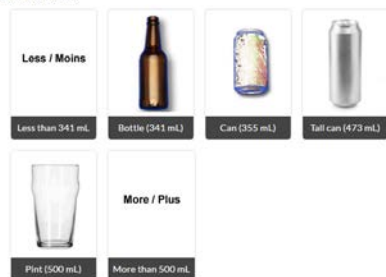 Less / Moins
Less than 341 mL
Bottle (341 mL)
Can (355 mL)
Tall can (473 mL)
More / Plus
Pint (500 mL)
More than 500 mL